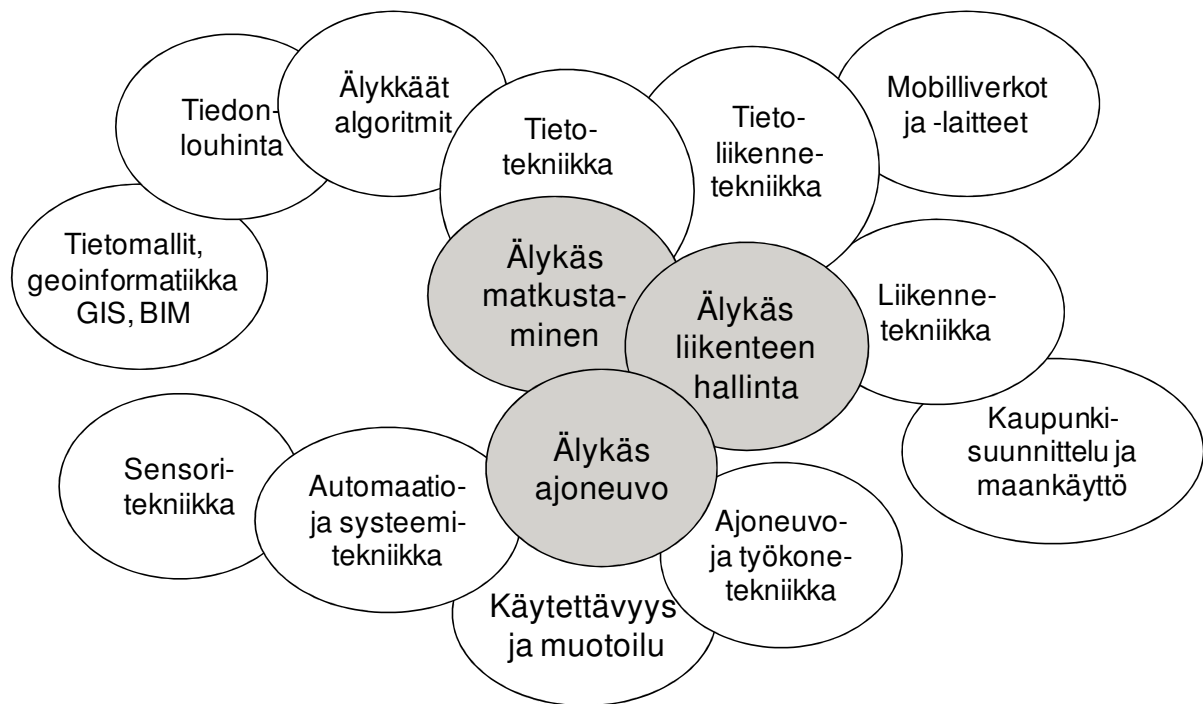 Tiedon-
louhinta
Älykkäät
algoritmit
Tieto-
tekniikka
Tieto-
liikenne-
tekniikka
Mobilliverkot
ja -laitteet
Tietomallit,
geoinformatiikka
GIS, BIM
Älykäs
matkusta-
minen
Älykäs
liikenteen
hallinta
Liikenne-
tekniikka
Sensori-
tekniikka
Automaatio-
ja systeemi-
tekniikka
Älykäs
ajoneuvo
Kaupunki-
suunnittelu ja
maankäyttö
Ajoneuvo-
ja työkone-
tekniikka
Käytettävyys
ja muotoilu